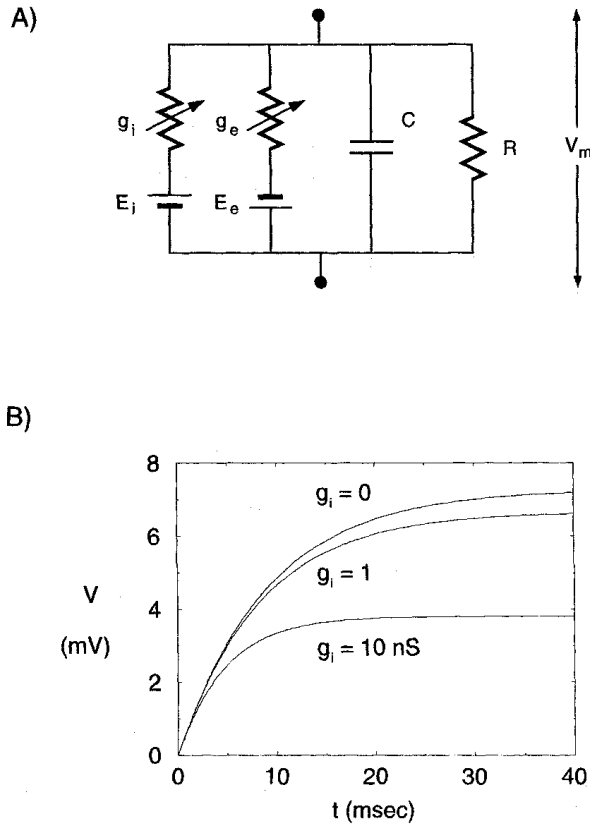 A)
g_i
g_e
C
R
V_m
E_i
E_e
B)
8
6
4
2
0
V
(mV)
g_i = 0
g_i = 1
g_i = 10 nS
0 10 20 30 40
t (msec)